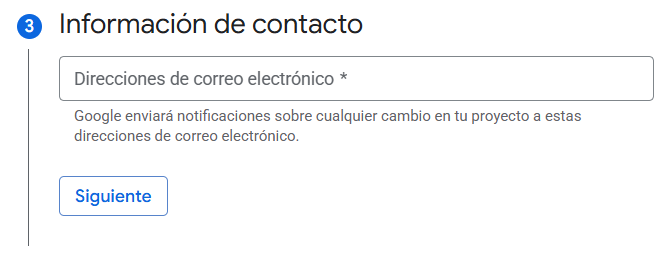 3 Información de contacto
Direcciones de correo electrónico *
Google enviará notificaciones sobre cualquier cambio en tu proyecto a estas
direcciones de correo electrónico.
Siguiente